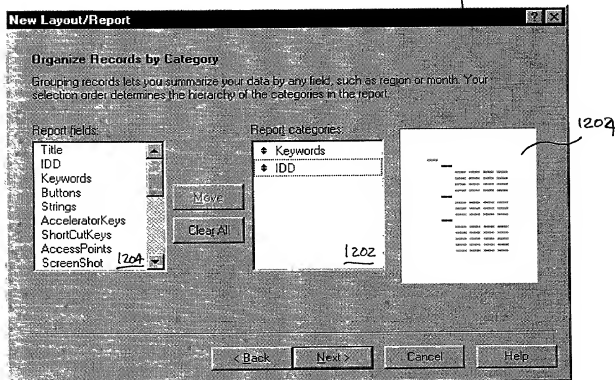 New Layout/Report
Organize Records by Category
Grouping records lets you summarize your data by any field, such as region or month. Your
selection order determines the hierarchy of the categories in the report.
Report fields:
Title
IDD
Keywords
Buttons
Strings
AcceleratorKeys
ShortCutKeys
AccessPoints
ScreenShot
1204
Move
Clear All
Report categories:
Keywords
IDD
1202
1202
< Back
Next >
Cancel
Help